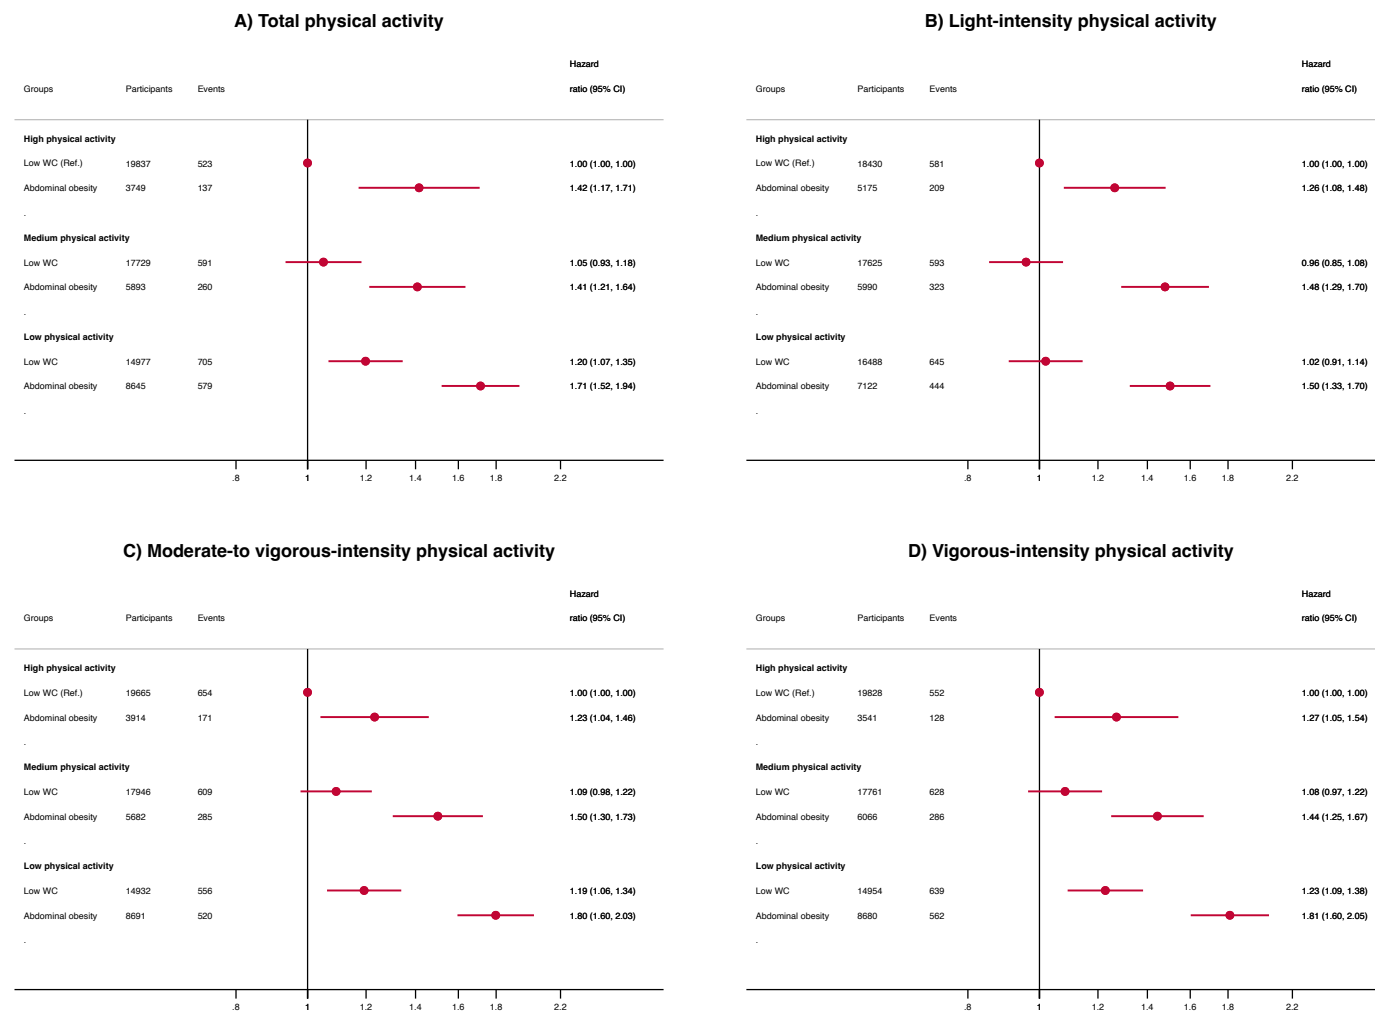 A) Total physical activity
Hazard
Groups Participants Events ratio (95% CI)
High physical activity
Low WC (Ref.) 19837 523 1.00 (1.00, 1.00)
Abdominal obesity 3749 137 1.42 (1.17, 1.71)
.
Medium physical activity
Low WC 17729 591 1.05 (0.93, 1.18)
Abdominal obesity 5893 260 1.41 (1.21, 1.64)
.
Low physical activity
Low WC 14977 705 1.20 (1.07, 1.35)
Abdominal obesity 8645 579 1.71 (1.52, 1.94)
.
.8 1 1.2 1.4 1.6 1.8 2.2
B) Light-intensity physical activity
Hazard
Groups Participants Events ratio (95% CI)
High physical activity
Low WC (Ref.) 18430 581 1.00 (1.00, 1.00)
Abdominal obesity 5175 209 1.26 (1.08, 1.48)
.
Medium physical activity
Low WC 17625 593 0.96 (0.85, 1.08)
Abdominal obesity 5990 323 1.48 (1.29, 1.70)
.
Low physical activity
Low WC 16488 645 1.02 (0.91, 1.14)
Abdominal obesity 7122 444 1.50 (1.33, 1.70)
.
.8 1 1.2 1.4 1.6 1.8 2.2
C) Moderate-to vigorous-intensity physical activity
Hazard
Groups Participants Events ratio (95% CI)
High physical activity
Low WC (Ref.) 19665 654 1.00 (1.00, 1.00)
Abdominal obesity 3914 171 1.23 (1.04, 1.46)
.
Medium physical activity
Low WC 17946 609 1.09 (0.98, 1.22)
Abdominal obesity 5682 285 1.50 (1.30, 1.73)
.
Low physical activity
Low WC 14932 556 1.19 (1.06, 1.34)
Abdominal obesity 8691 520 1.80 (1.60, 2.03)
.
.8 1 1.2 1.4 1.6 1.8 2.2
D) Vigorous-intensity physical activity
Hazard
Groups Participants Events ratio (95% CI)
High physical activity
Low WC (Ref.) 19828 552 1.00 (1.00, 1.00)
Abdominal obesity 3541 128 1.27 (1.05, 1.54)
.
Medium physical activity
Low WC 17761 628 1.08 (0.97, 1.22)
Abdominal obesity 6066 286 1.44 (1.25, 1.67)
.
Low physical activity
Low WC 14954 639 1.23 (1.09, 1.38)
Abdominal obesity 8680 562 1.81 (1.60, 2.05)
.
.8 1 1.2 1.4 1.6 1.8 2.2